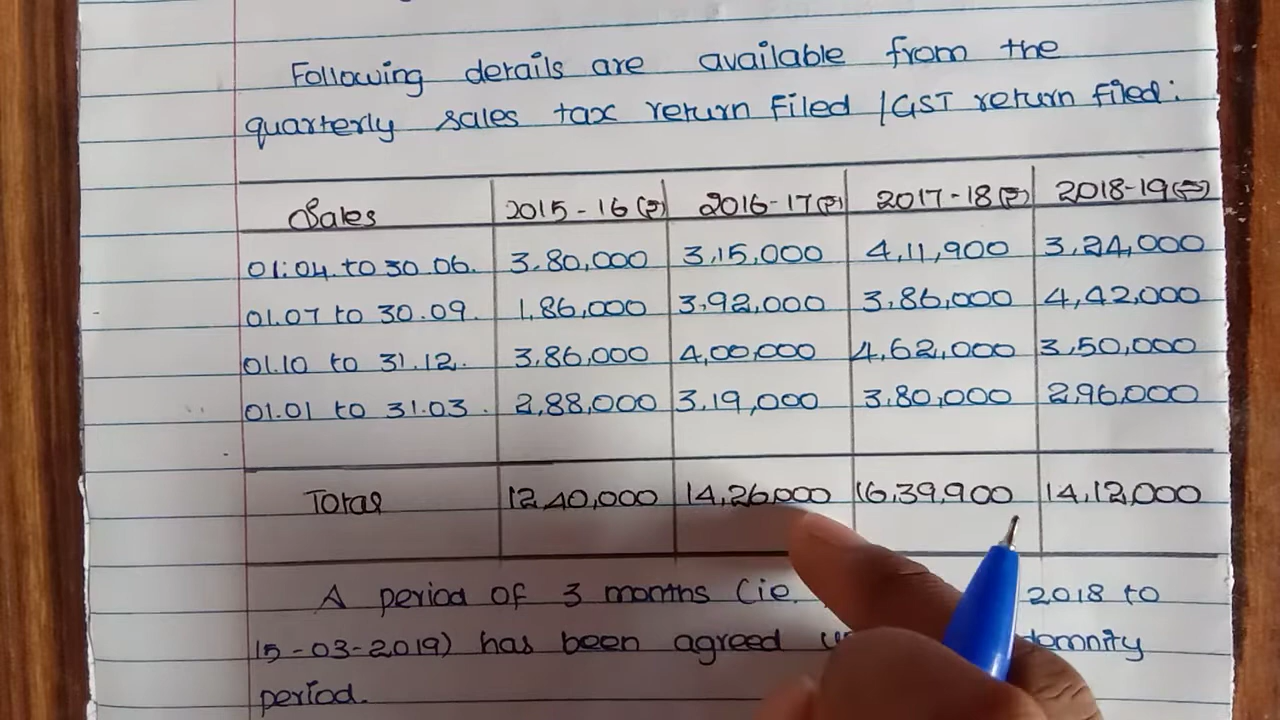 Following details are available from the
quarterly sales tax return Filed /GST return filed:
Sales 2015-16(₹) 2016-17(₹) 2017-18(₹) 2018-19(₹)
01.04 to 30.06. 3,80,000 3,15,000 4,11,900 3,24,000
01.07 to 30.09. 1,86,000 3,92,000 3,86,000 4,42,000
01.10 to 31.12. 3,86,000 4,00,000 4,62,000 3,50,000
01.01 to 31.03. 2,88,000 3,19,000 3,80,000 2,96,000
Total 12,40,000 14,26,000 16,39,900 14,12,000
A period of 3 months (ie. 2018 to
15-03-2019) has been agreed
period.